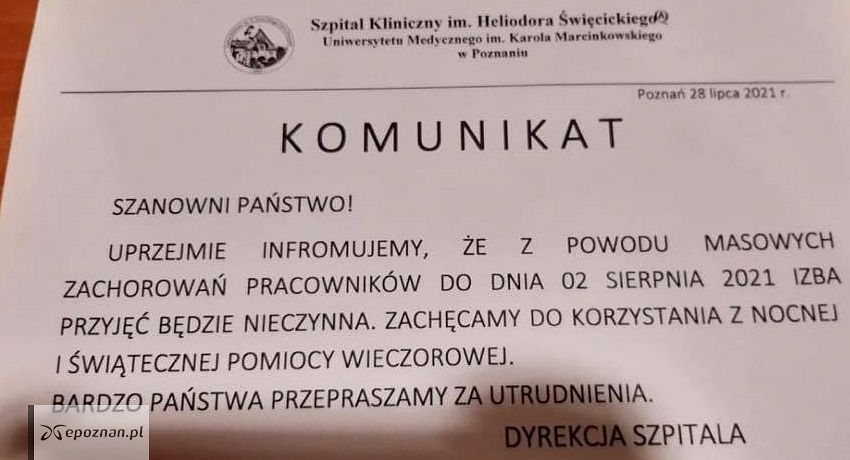 Szpital Kliniczny im. Heliodora Święcickiego
Uniwersytetu Medycznego im. Karola Marcinkowskiego
w Poznaniu
Poznań 28 lipca 2021 r.
KOMUNIKAT
SZANOWNI PAŃSTWO!
UPRZEJMIE INFROMUJEMY, ŻE Z POWODU MASOWYCH
ZACHOROWAŃ PRACOWNIKÓW DO DNIA 02 SIERPNIA 2021 IZBA
PRZYJĘĆ BĘDZIE NIECZYNNA. ZACHĘCAMY DO KORZYSTANIA Z NOCNEJ
I ŚWIĄTECZNEJ POMIOCY WIECZOROWEJ.
BARDZO PAŃSTWA PRZEPRASZAMY ZA UTRUDNIENIA.
DYREKCJA SZPITALA
epoznan.pl